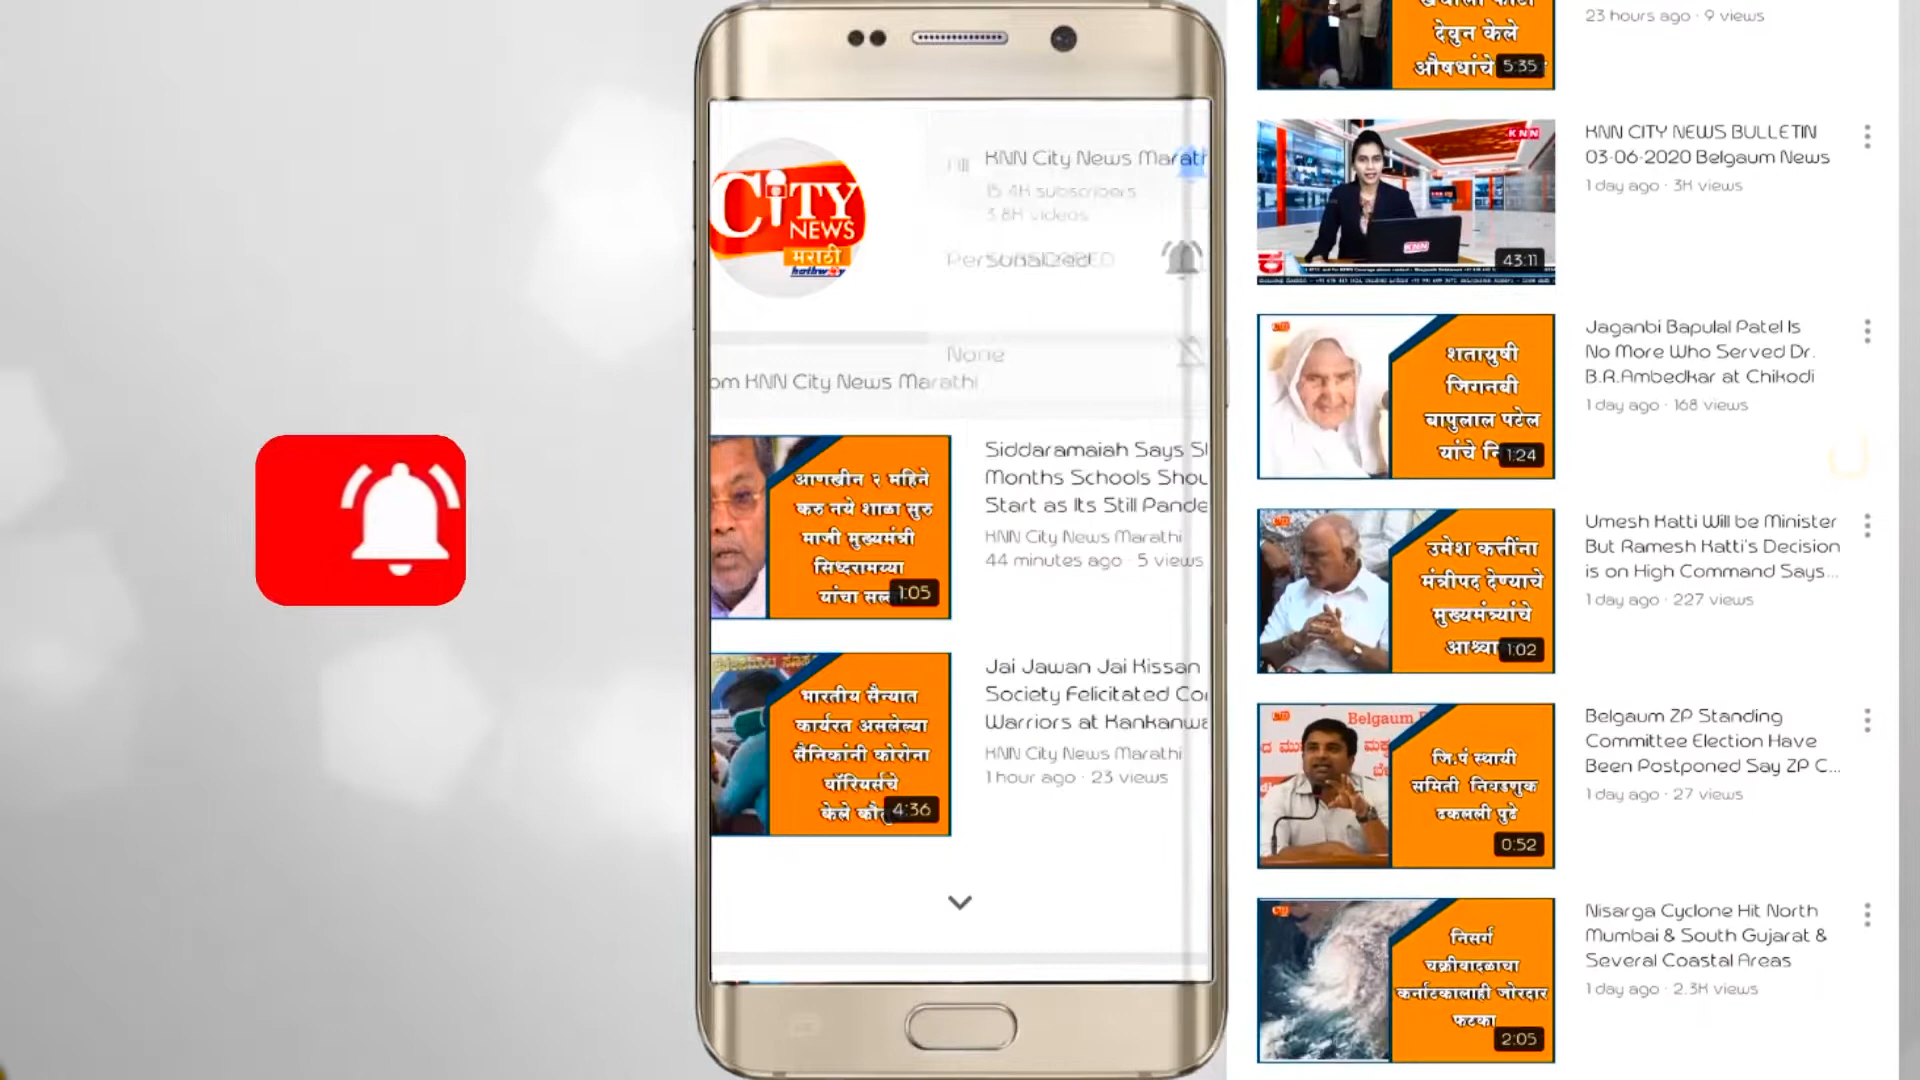 CITY
NEWS
मराठी
hathway
All
KNN City News Marathi
15.4K subscribers
3.8K videos
Personalized
None
om KNN City News Marathi
आणखीन २ महिने
करु नये शाळा सुरु
माजी मुख्यमंत्री
सिध्दरामय्या
यांचा सल्ला
1:05
Siddaramaiah Says
Months Schools Shou
Start as Its Still Pande
KNN City News Marathi
44 minutes ago · 5 views
भारतीय सैन्यात
कार्यरत असलेल्या
सैनिकांनी कोरोना
वॉरियर्सचे
केले
4:36
Jai Jawan Jai Kissan
Society Felicitated Co
Warriors at Kankanwa
KNN City News Marathi
1 hour ago · 23 views
देवुन केले
औषधांचे
5:35
23 hours ago · 9 views
KNN
KNN
43:11
KNN CITY NEWS BULLETIN
03-06-2020 Belgaum News
1 day ago · 3K views
शतायुषी
जिगनबी
बापुलाल पटेल
यांचे
1:24
Jaganbi Bapulal Patel Is
No More Who Served Dr.
B.R.Ambedkar at Chikodi
1 day ago · 168 views
उमेश कत्तींना
मंत्रीपद देण्याचे
मुख्यमंत्र्यांचे
1:02
Umesh Katti Will be Minister
But Ramesh Katti's Decision
is on High Command Says...
1 day ago · 227 views
Belgaum
जि.पं स्थायी
समिती निवडणुक
ढकलली पुढे
0:52
Belgaum ZP Standing
Committee Election Have
Been Postponed Say ZP C...
1 day ago · 27 views
निसर्ग
चक्रीवादळाचा
कर्नाटकालाही जोरदार
फटका
2:05
Nisarga Cyclone Hit North
Mumbai & South Gujarat &
Several Coastal Areas
1 day ago · 2.3K views